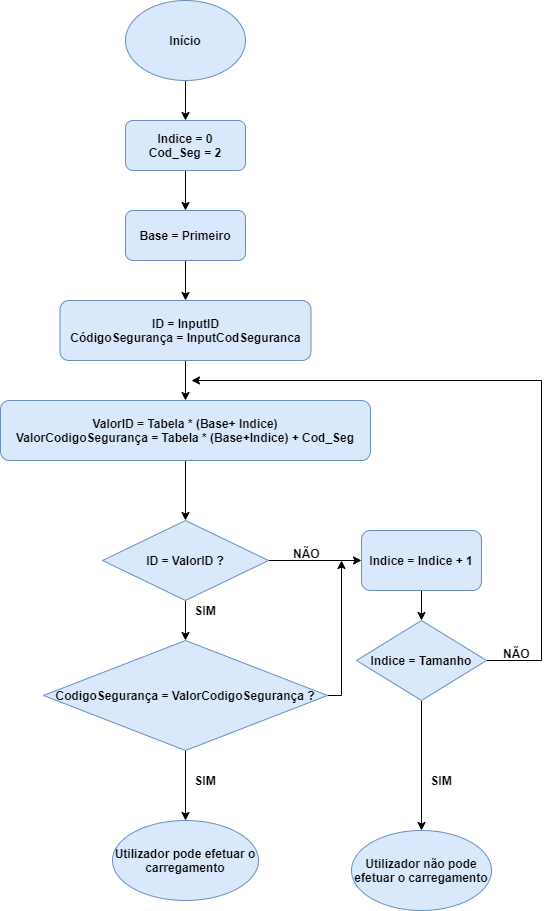 Início
Indice = 0
Cod_Seg = 2
Base = Primeiro
ID = InputID
CódigoSegurança = InputCodSeguranca
ValorID = Tabela * (Base+ Indice)
ValorCodigoSegurança = Tabela * (Base+Indice) + Cod_Seg
ID = ValorID ?
NÃO
Indice = Indice + 1
SIM
Indice = Tamanho
NÃO
CodigoSegurança = ValorCodigoSegurança ?
SIM
SIM
Utilizador pode efetuar o
carregamento
Utilizador não pode
efetuar o carregamento